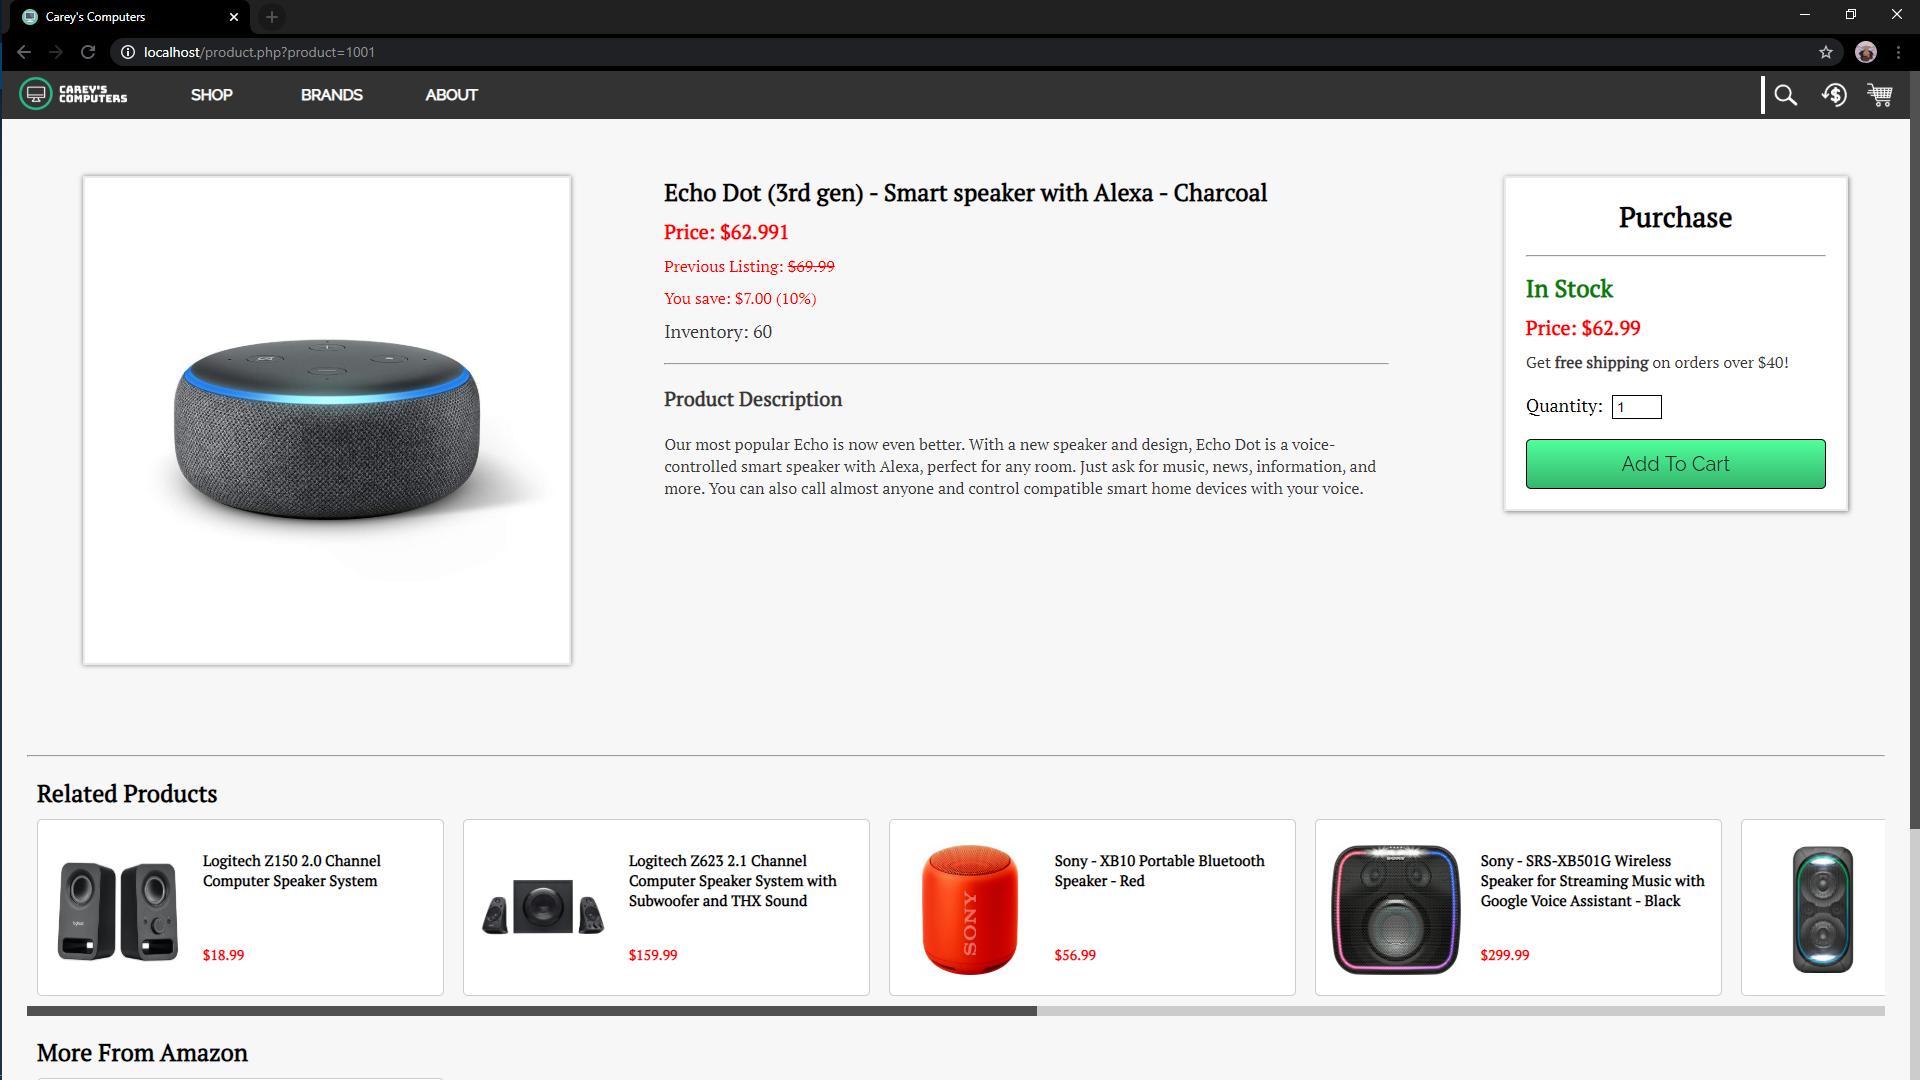 Carey's Computers
localhost/product.php?product=1001
CAREY'S
COMPUTERS
SHOP
BRANDS
ABOUT
Echo Dot (3rd gen) - Smart speaker with Alexa - Charcoal
Price: $62.991
Previous Listing: $69.99
You save: $7.00 (10%)
Inventory: 60
Product Description
Our most popular Echo is now even better. With a new speaker and design, Echo Dot is a voice-
controlled smart speaker with Alexa, perfect for any room. Just ask for music, news, information, and
more. You can also call almost anyone and control compatible smart home devices with your voice.
Purchase
In Stock
Price: $62.99
Get free shipping on orders over $40!
Quantity: 1
Add To Cart
Related Products
Logitech Z150 2.0 Channel
Computer Speaker System
$18.99
Logitech Z623 2.1 Channel
Computer Speaker System with
Subwoofer and THX Sound
$159.99
SONY
Sony - XB10 Portable Bluetooth
Speaker - Red
$56.99
SONY
Sony - SRS-XB501G Wireless
Speaker for Streaming Music with
Google Voice Assistant - Black
$299.99
More From Amazon